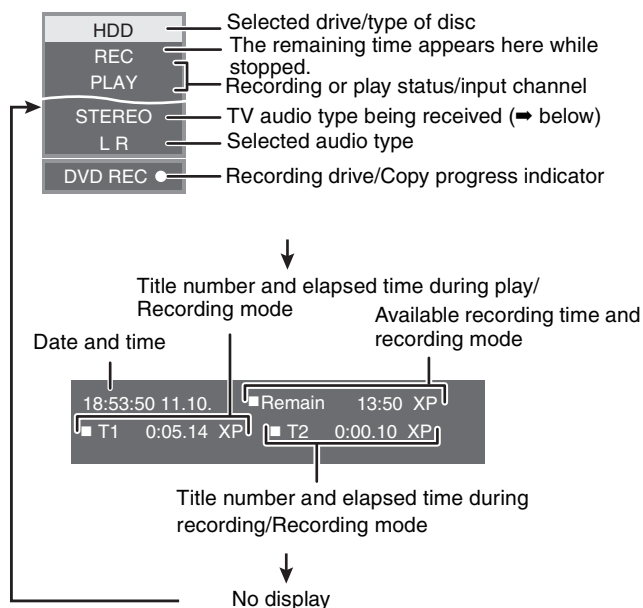 HDD
Selected drive/type of disc
REC
The remaining time appears here while
stopped.
PLAY
Recording or play status/input channel
STEREO
TV audio type being received (➡ below)
L R
Selected audio type
DVD REC ●
Recording drive/Copy progress indicator
Title number and elapsed time during play/
Recording mode
Available recording time and
recording mode
Date and time
18:53:50 11.10.
Remain 13:50 XP
T1 0:05.14 XP
T2 0:00.10 XP
Title number and elapsed time during
recording/Recording mode
No display